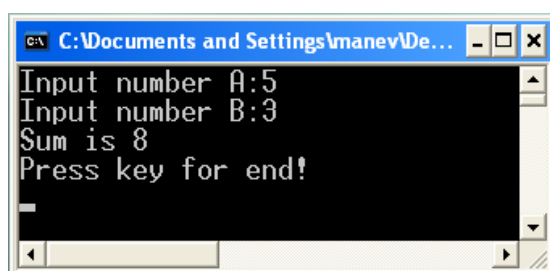 C:\Documents and Settings\manev\De...
Input number A:5
Input number B:3
Sum is 8
Press key for end!